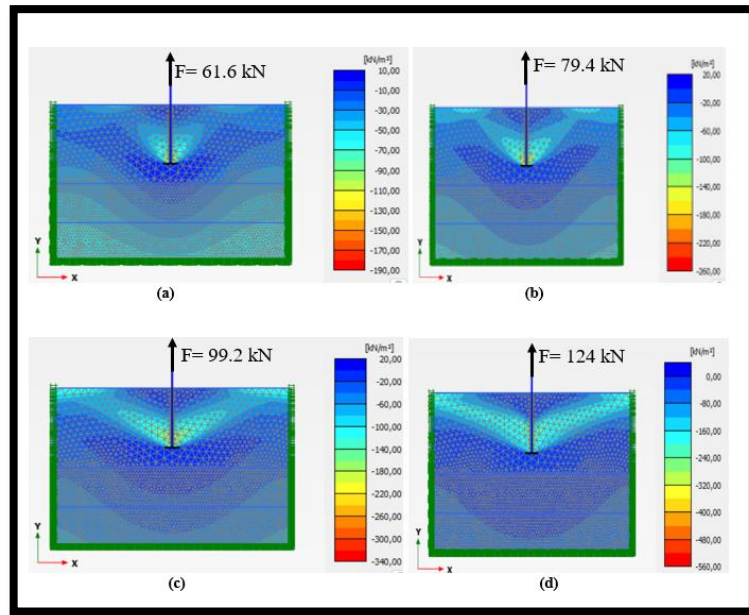 F= 61.6 kN
[kN/m²]
10,00
-10,00
-30,00
-50,00
-70,00
-90,00
-110,00
-130,00
-150,00
-170,00
-190,00
Y
X
(a)
F= 79.4 kN
[kN/m²]
20,00
-20,00
-60,00
-100,00
-140,00
-180,00
-220,00
-260,00
Y
X
(b)
F= 99.2 kN
[kN/m²]
20,00
-20,00
-60,00
-100,00
-140,00
-180,00
-220,00
-260,00
-300,00
-340,00
Y
X
(c)
F= 124 kN
[kN/m²]
0,00
-80,00
-160,00
-240,00
-320,00
-400,00
-480,00
-560,00
Y
X
(d)